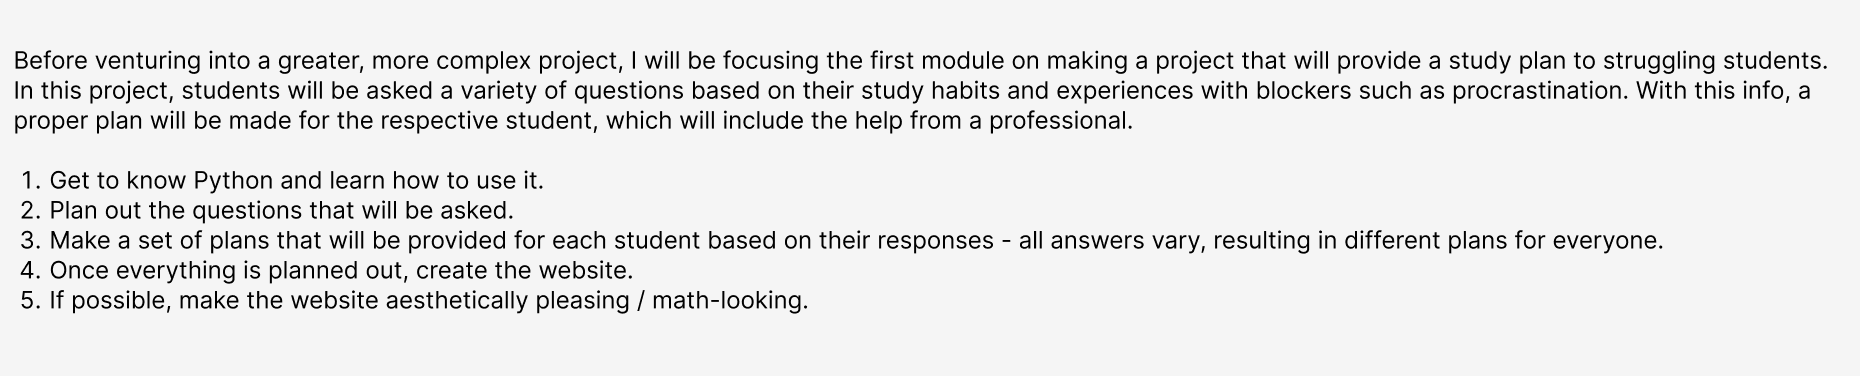 Before venturing into a greater, more complex project, I will be focusing the first module on making a project that will provide a study plan to struggling students.
In this project, students will be asked a variety of questions based on their study habits and experiences with blockers such as procrastination. With this info, a
proper plan will be made for the respective student, which will include the help from a professional.
1. Get to know Python and learn how to use it.
2. Plan out the questions that will be asked.
3. Make a set of plans that will be provided for each student based on their responses - all answers vary, resulting in different plans for everyone.
4. Once everything is planned out, create the website.
5. If possible, make the website aesthetically pleasing / math-looking.